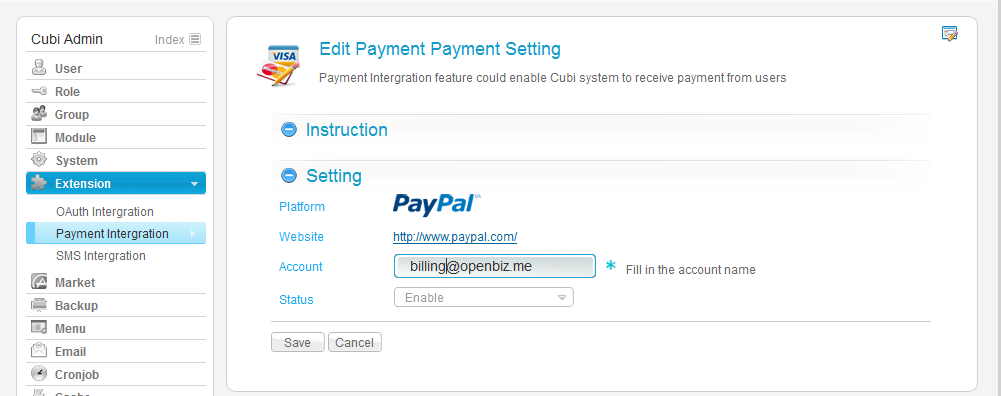 Cubi Admin
Index
User
Role
Group
Module
System
Extension
OAuth Intergration
Payment Intergration
SMS Intergration
Market
Backup
Menu
Email
Cronjob
VISA
Edit Payment Payment Setting
Payment Intergration feature could enable Cubi system to receive payment from users
Instruction
Setting
Platform PayPal
Website http://www.paypal.com/
Account billing@openbiz.me * Fill in the account name
Status Enable
Save Cancel